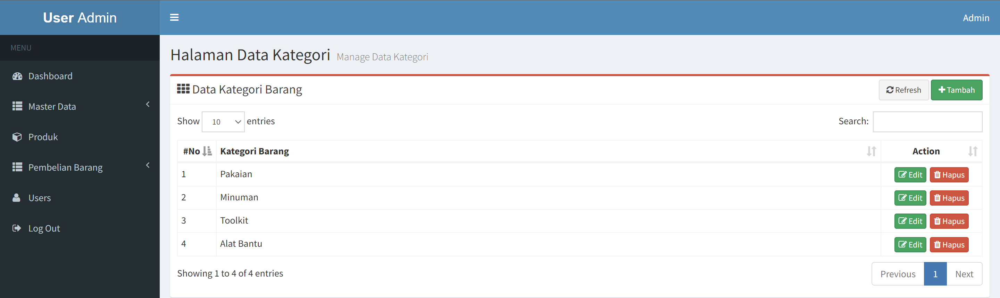 User Admin
Admin
MENU
Dashboard
Master Data
Produk
Pembelian Barang
Users
Log Out
Halaman Data Kategori Manage Data Kategori
Data Kategori Barang
Refresh
Tambah
Show 10 entries
Search:
#No Kategori Barang Action
1 Pakaian Edit Hapus
2 Minuman Edit Hapus
3 Toolkit Edit Hapus
4 Alat Bantu Edit Hapus
Showing 1 to 4 of 4 entries
Previous 1 Next